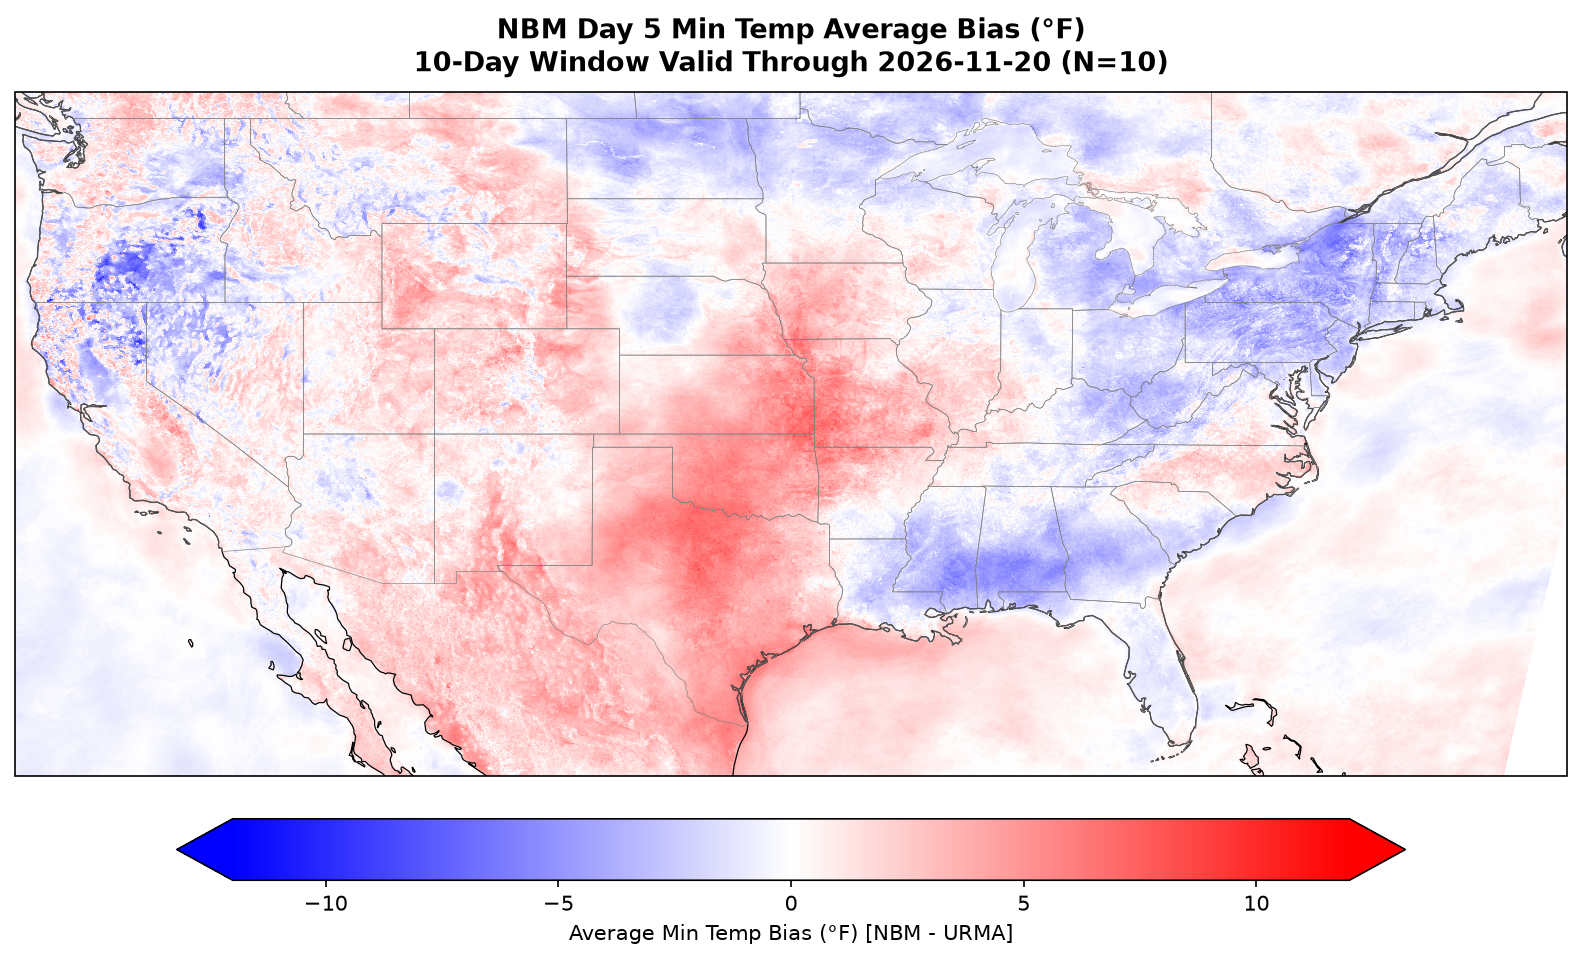 NBM Day 5 Min Temp Average Bias (°F)
10-Day Window Valid Through 2026-11-20 (N=10)
−10 −5 0 5 10
Average Min Temp Bias (°F) [NBM - URMA]